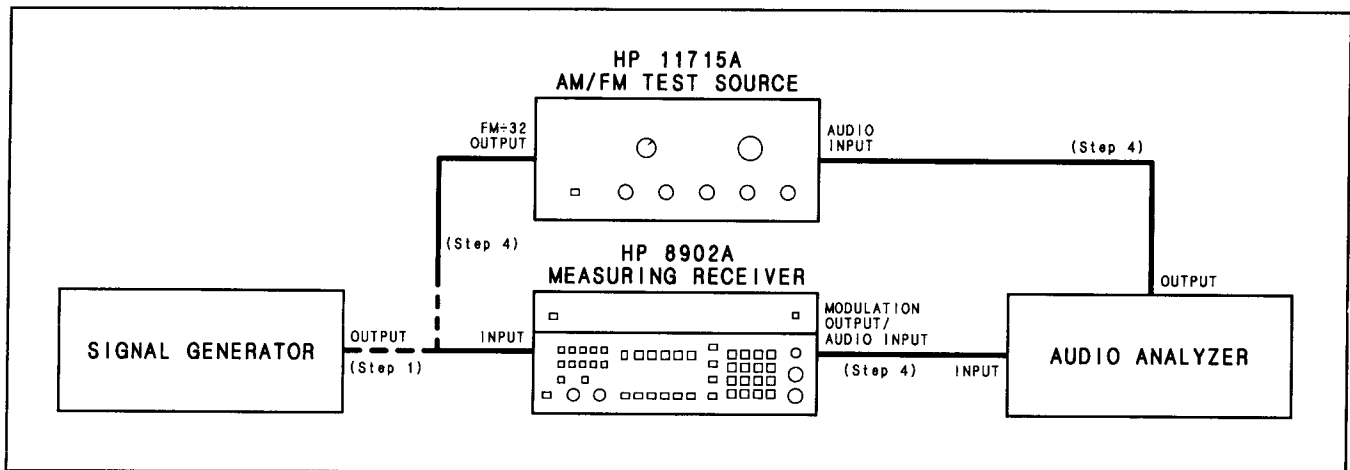 HP 11715A
AM/FM TEST SOURCE
FM÷32
OUTPUT
AUDIO
INPUT
(Step 4)
(Step 4)
HP 8902A
MEASURING RECEIVER
OUTPUT
SIGNAL GENERATOR
OUTPUT
(Step 1)
INPUT
MODULATION
OUTPUT/
AUDIO INPUT
(Step 4)
INPUT
AUDIO ANALYZER